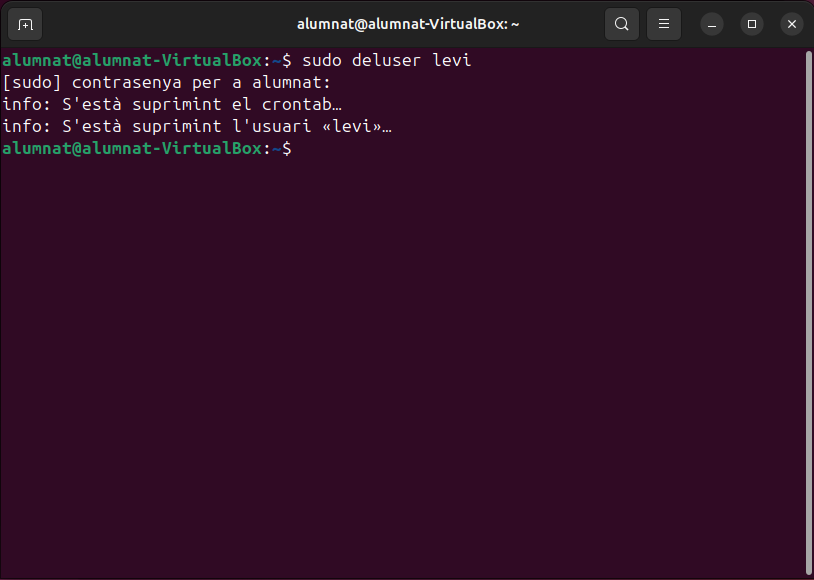 alumnat@alumnat-VirtualBox: ~
alumnat@alumnat-VirtualBox:~$ sudo deluser levi
[sudo] contrasenya per a alumnat:
info: S'està suprimint el crontab…
info: S'està suprimint l'usuari «levi»…
alumnat@alumnat-VirtualBox:~$